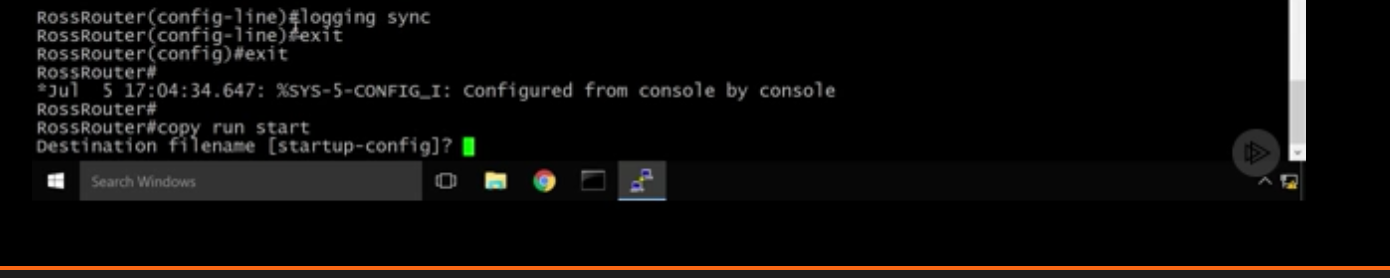 RossRouter(config-line)#logging sync
RossRouter(config-line)#exit
RossRouter(config)#exit
RossRouter#
*Jul  5 17:04:34.647: %SYS-5-CONFIG_I: Configured from console by console
RossRouter#
RossRouter#copy run start
Destination filename [startup-config]?
Search Windows